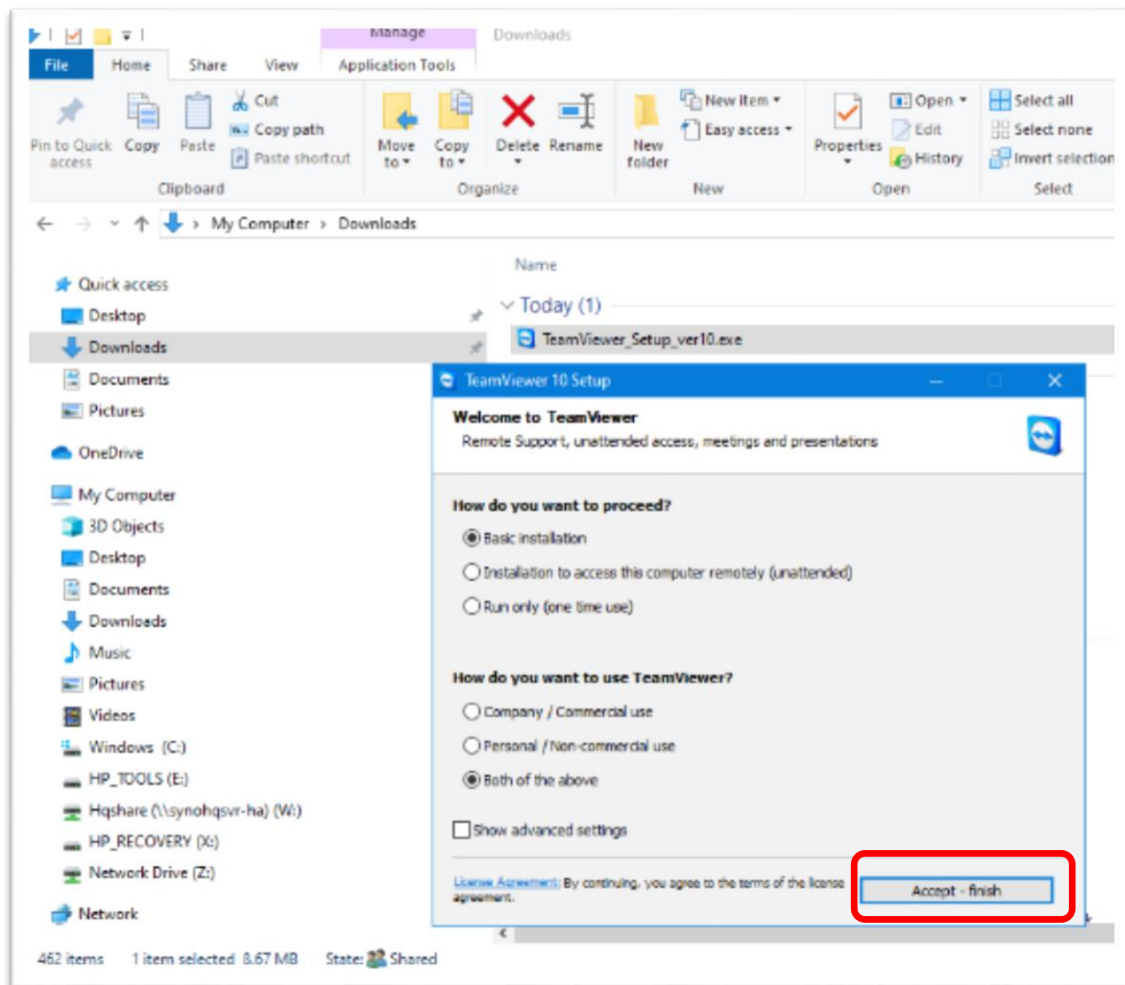 Manage
Downloads
File
Home
Share
View
Application Tools
Pin to Quick access
Copy
Paste
Cut
Copy path
Paste shortcut
Move to
Copy to
Delete
Rename
New folder
New item
Easy access
Properties
Open
Edit
History
Select all
Select none
Invert selection
Clipboard
Organize
New
Open
Select
My Computer > Downloads
Name
Quick access
Desktop
Downloads
Documents
Pictures
OneDrive
My Computer
3D Objects
Desktop
Documents
Downloads
Music
Pictures
Videos
Windows (C:)
HP_TOOLS (E:)
Hqshare (\\synohqsvr-ha) (W:)
HP_RECOVERY (X:)
Network Drive (Z:)
Network
Today (1)
TeamViewer_Setup_ver10.exe
TeamViewer 10 Setup
Welcome to TeamViewer
Remote Support, unattended access, meetings and presentations
How do you want to proceed?
Basic installation
Installation to access this computer remotely (unattended)
Run only (one time use)
How do you want to use TeamViewer?
Company / Commercial use
Personal / Non-commercial use
Both of the above
Show advanced settings
License Agreement: By continuing, you agree to the terms of the license
agreement.
Accept - finish
462 items 1 item selected 8.67 MB State: Shared